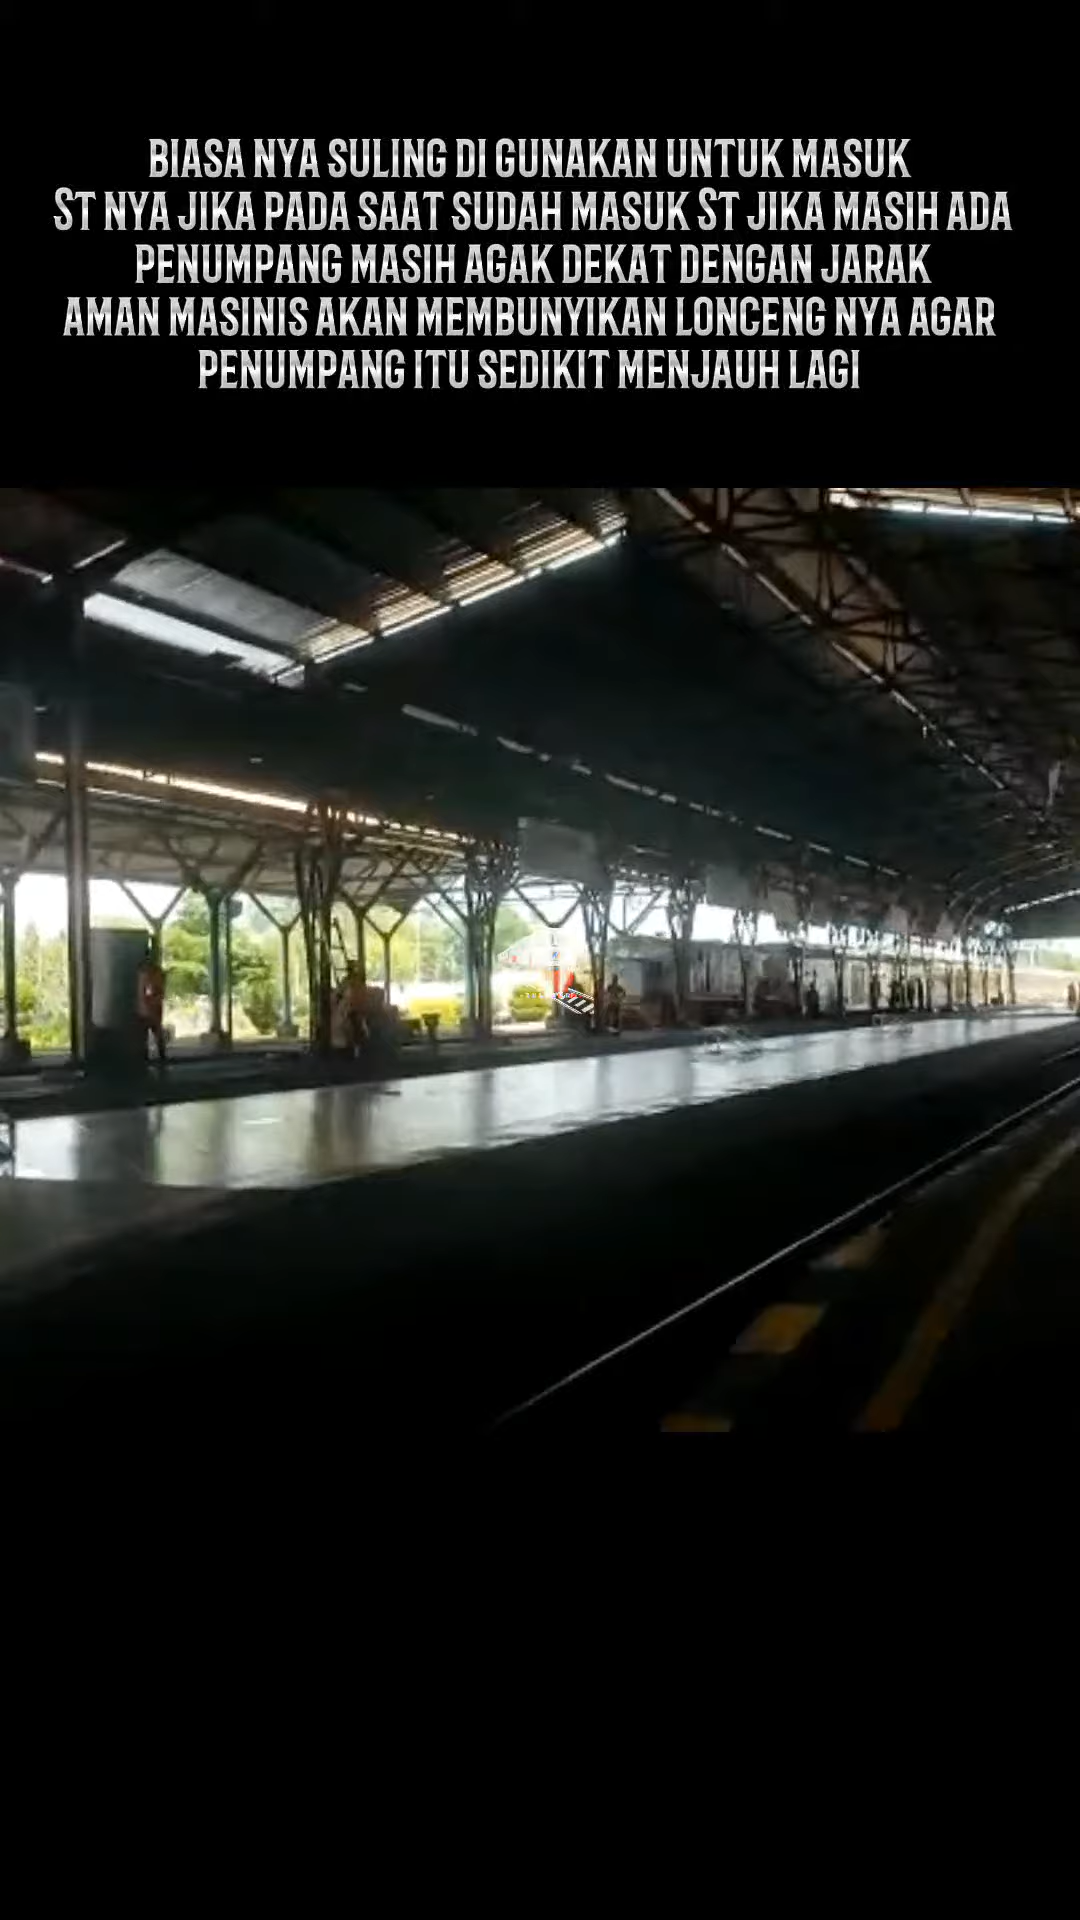 BIASA NYA SULING DI GUNAKAN UNTUK MASUK
ST NYA JIKA PADA SAAT SUDAH MASUK ST JIKA MASIH ADA
PENUMPANG MASIH AGAK DEKAT DENGAN JARAK
AMAN MASINIS AKAN MEMBUNYIKAN LONCENG NYA AGAR
PENUMPANG ITU SEDIKIT MENJAUH LAGI